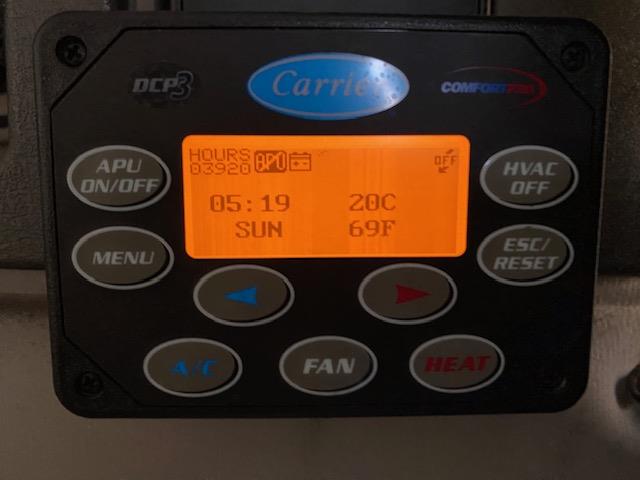 DCP3
Carrier
COMFORTPRO
APU
ON/OFF
HOURS
03920
APU
OFF
05:19
20C
SUN
69F
HVAC
OFF
MENU
ESC/
RESET
A/C
FAN
HEAT